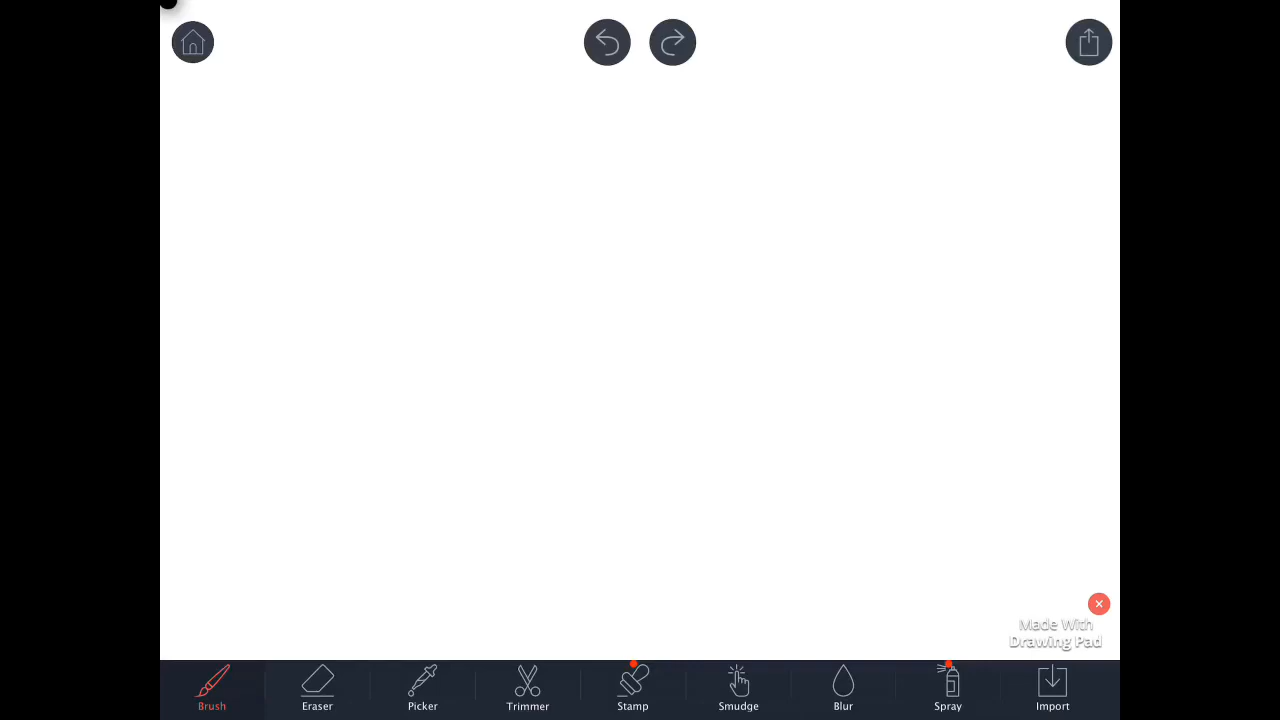 Made With
Drawing Pad
Brush
Eraser
Picker
Trimmer
Stamp
Smudge
Blur
Spray
Import